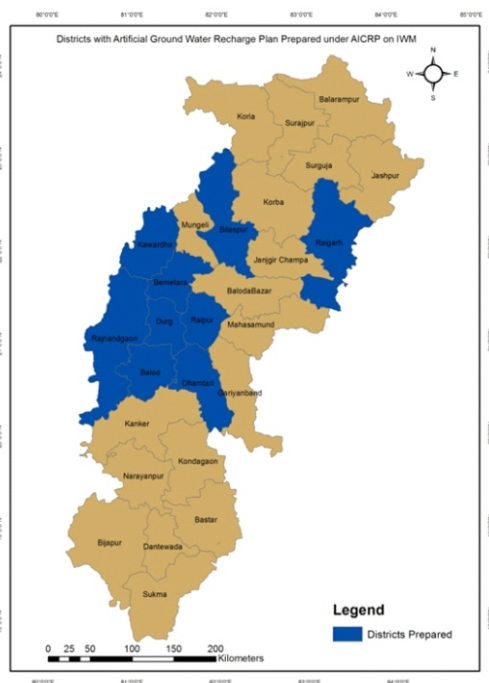 80°0'0"E 81°0'0"E 82°0'0"E 83°0'0"E 84°0'0"E 85°0'0"E
Districts with Artificial Ground Water Recharge Plan Prepared under AICRP on IWM
N
W E
S
Balarampur
Koria
Surajpur
Surguja
Jashpur
Korba
Mungeli
Bilaspur
Raigarh
Kawardha
Janjgir Champa
Bemetara
BalodaBazar
Durg
Raipur
Mahasamund
Rajnandgaon
Balod
Dhamtari
Gariyanband
Kanker
Kondagaon
Narayanpur
Bastar
Bijapur
Dantewada
Sukma
Legend
Districts Prepared
0 25 50 100 150 200
Kilometers